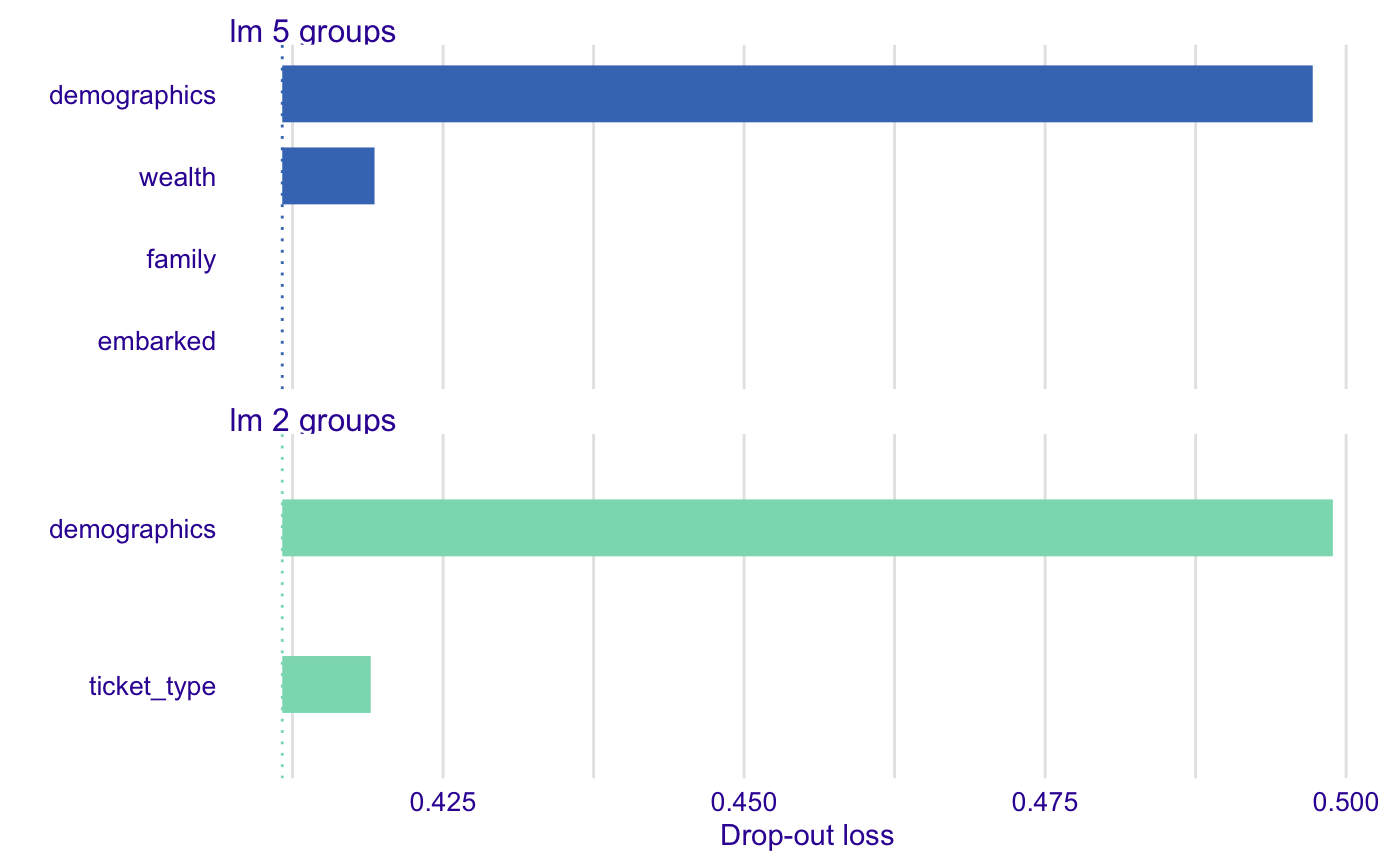 lm 5 groups
demographics
wealth
family
embarked
lm 2 groups
demographics
ticket_type
0.425 0.450 0.475 0.500
Drop-out loss